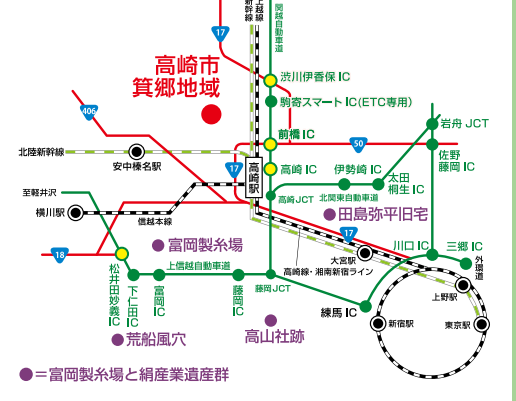 新幹線
上越線
関越自動車道
17
高崎市
箕郷地域
渋川伊香保 IC
駒寄スマート IC(ETC専用)
406
前橋 IC
50
岩舟 JCT
北陸新幹線
安中榛名駅
17
高崎駅
高崎 IC
伊勢崎 IC
佐野
藤岡 IC
太田
桐生 IC
至軽井沢
高崎 JCT
北関東自動車道
横川駅
信越本線
田島弥平旧宅
17
富岡製糸場
大宮駅
川口 IC
三郷 IC
18
上信越自動車道
高崎線・湘南新宿ライン
外環道
松井田妙義 IC
下仁田 IC
富岡 IC
藤岡 IC
藤岡 JCT
上野駅
練馬 IC
新宿駅
東京駅
荒船風穴
高山社跡
●＝富岡製糸場と絹産業遺産群